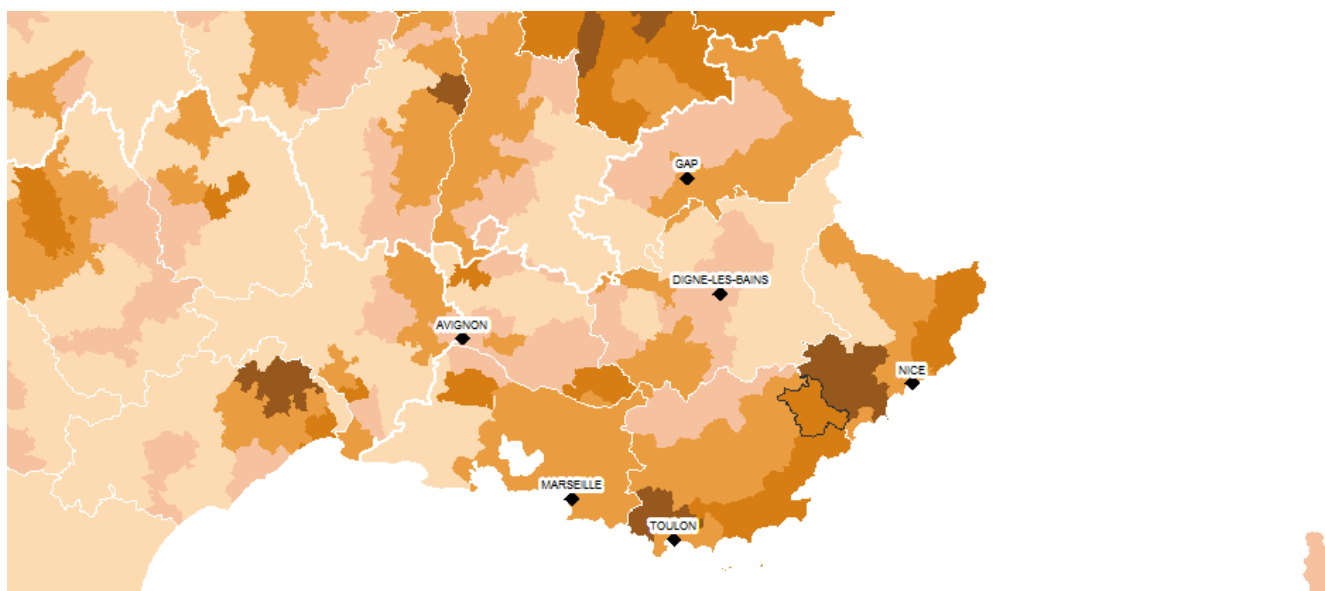 GAP
DIGNE-LES-BAINS
AVIGNON
NICE
MARSEILLE
TOULON